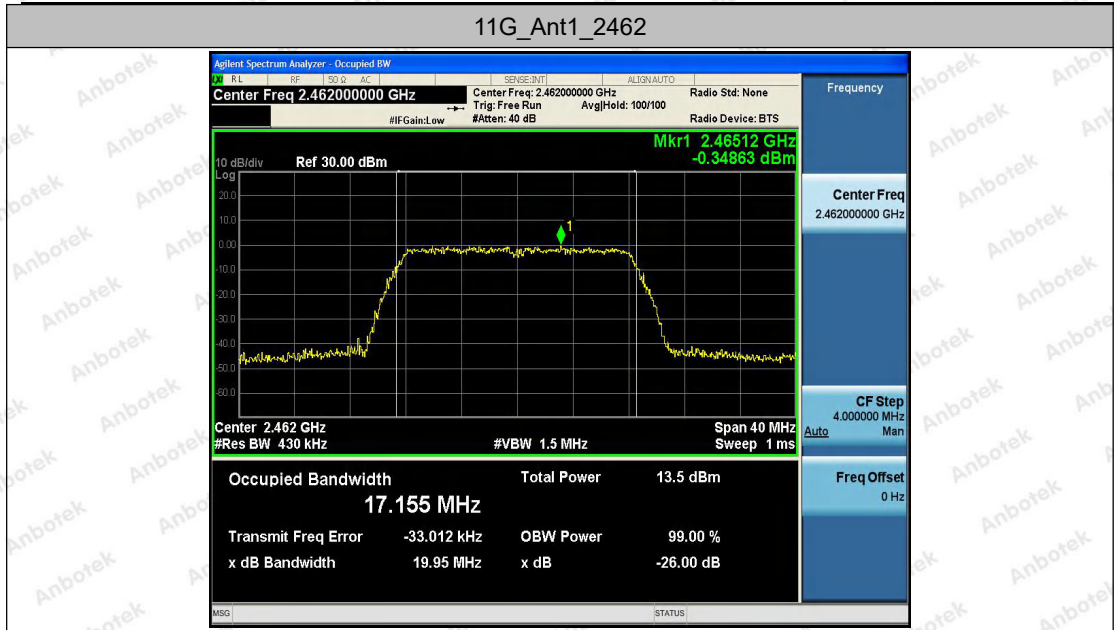 11G_Ant1_2462
Agilent Spectrum Analyzer - Occupied BW
LXI RL RF 50 Ω AC SENSE:INT ALIGN AUTO
Center Freq 2.462000000 GHz
Center Freq: 2.462000000 GHz Radio Std: None
Trig: Free Run Avg|Hold: 100/100
#IFGain:Low #Atten: 40 dB Radio Device: BTS
Mkr1 2.46512 GHz
-0.34863 dBm
10 dB/div Ref 30.00 dBm
Log
20.0
10.0
0.00
-10.0
-20.0
-30.0
-40.0
-50.0
-60.0
1
Center 2.462 GHz Span 40 MHz
#Res BW 430 kHz #VBW 1.5 MHz Sweep 1 ms
Occupied Bandwidth Total Power 13.5 dBm
17.155 MHz
Transmit Freq Error -33.012 kHz OBW Power 99.00 %
x dB Bandwidth 19.95 MHz x dB -26.00 dB
MSG STATUS
Frequency
Center Freq
2.462000000 GHz
CF Step
4.000000 MHz
Auto Man
Freq Offset
0 Hz
Anbotek